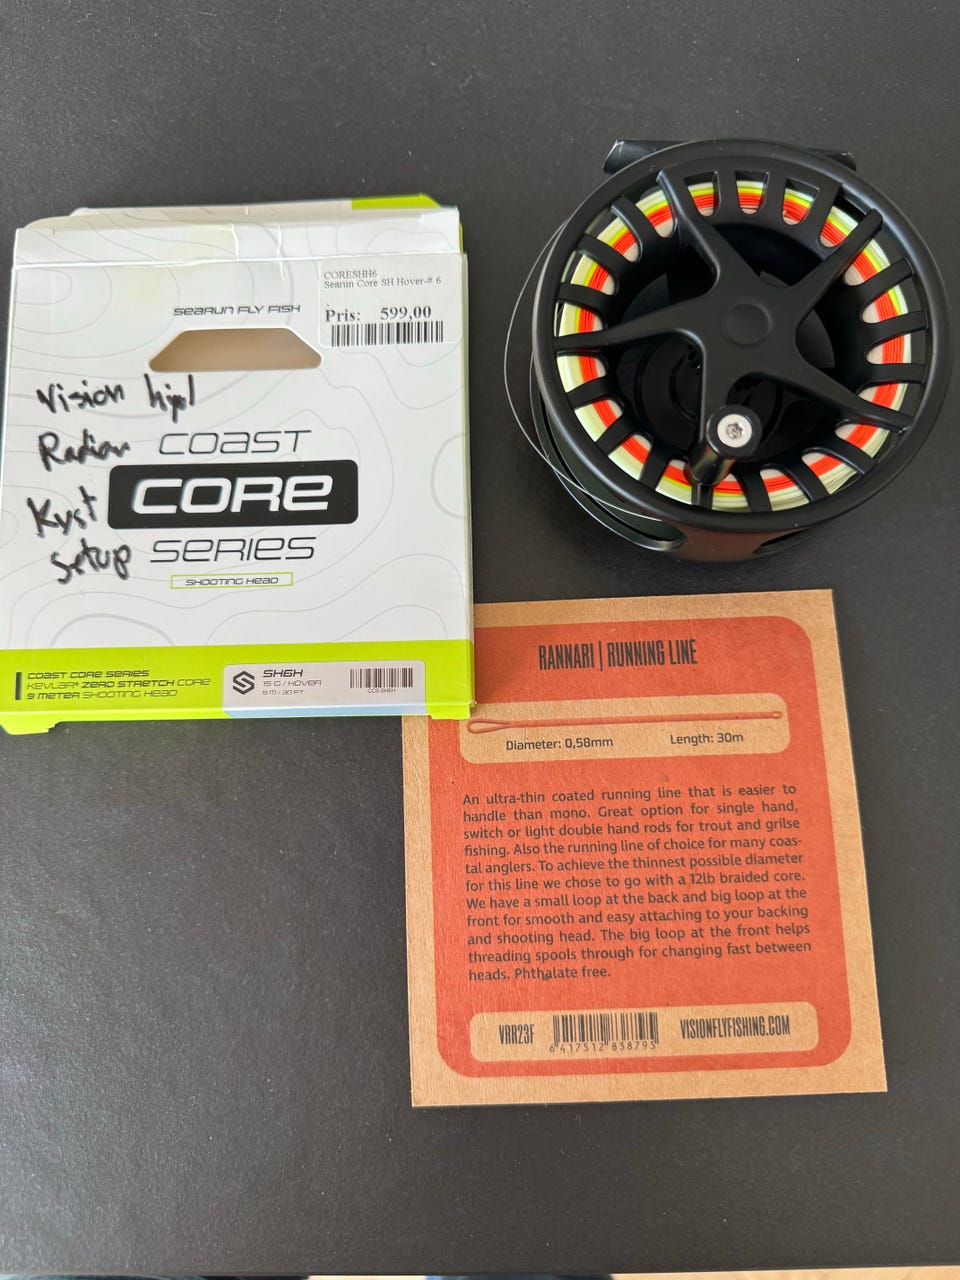 CORESHH6
Searun Core SH Hover-# 6
Pris: 599,00
SEARUN FLY FISH
Vision hjul
Radian
Kyst
Setup
COAST
CORE
SERIES
SHOOTING HEAD
COAST CORE SERIES
KEVLAR® ZERO STRETCH CORE
9 METER SHOOTING HEAD
SH6H
15 G / HOVER
9 M / 30 FT
CCS-SH6H
RANNARI | RUNNING LINE
Diameter: 0,58mm
Length: 30m
An ultra-thin coated running line that is easier to
handle than mono. Great option for single hand,
switch or light double hand rods for trout and grilse
fishing. Also the running line of choice for many coas-
tal anglers. To achieve the thinnest possible diameter
for this line we chose to go with a 12lb braided core.
We have a small loop at the back and big loop at the
front for smooth and easy attaching to your backing
and shooting head. The big loop at the front helps
threading spools through for changing fast between
heads. Phthalate free.
VRR23F
6 417512 838795
VISIONFLYFISHING.COM